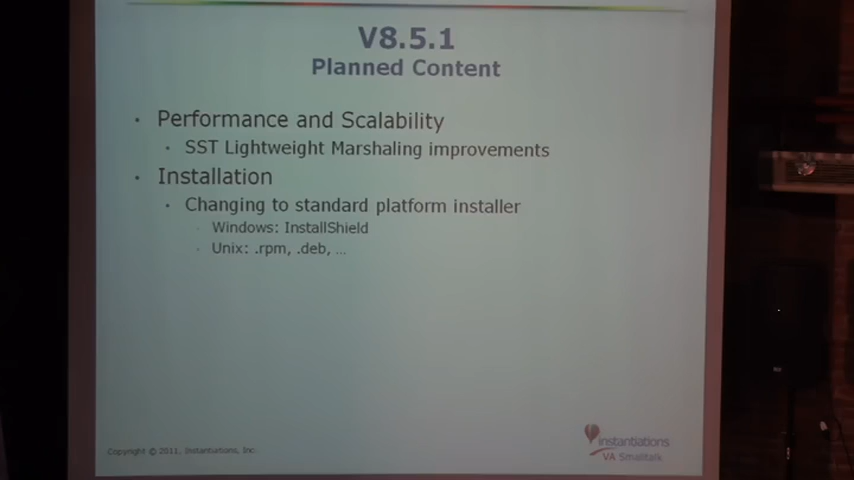 V8.5.1
Planned Content
• Performance and Scalability
• SST Lightweight Marshaling improvements
• Installation
• Changing to standard platform installer
· Windows: InstallShield
· Unix: .rpm, .deb, ...
Copyright © 2011, Instantiations, Inc.
instantiations
VA Smalltalk